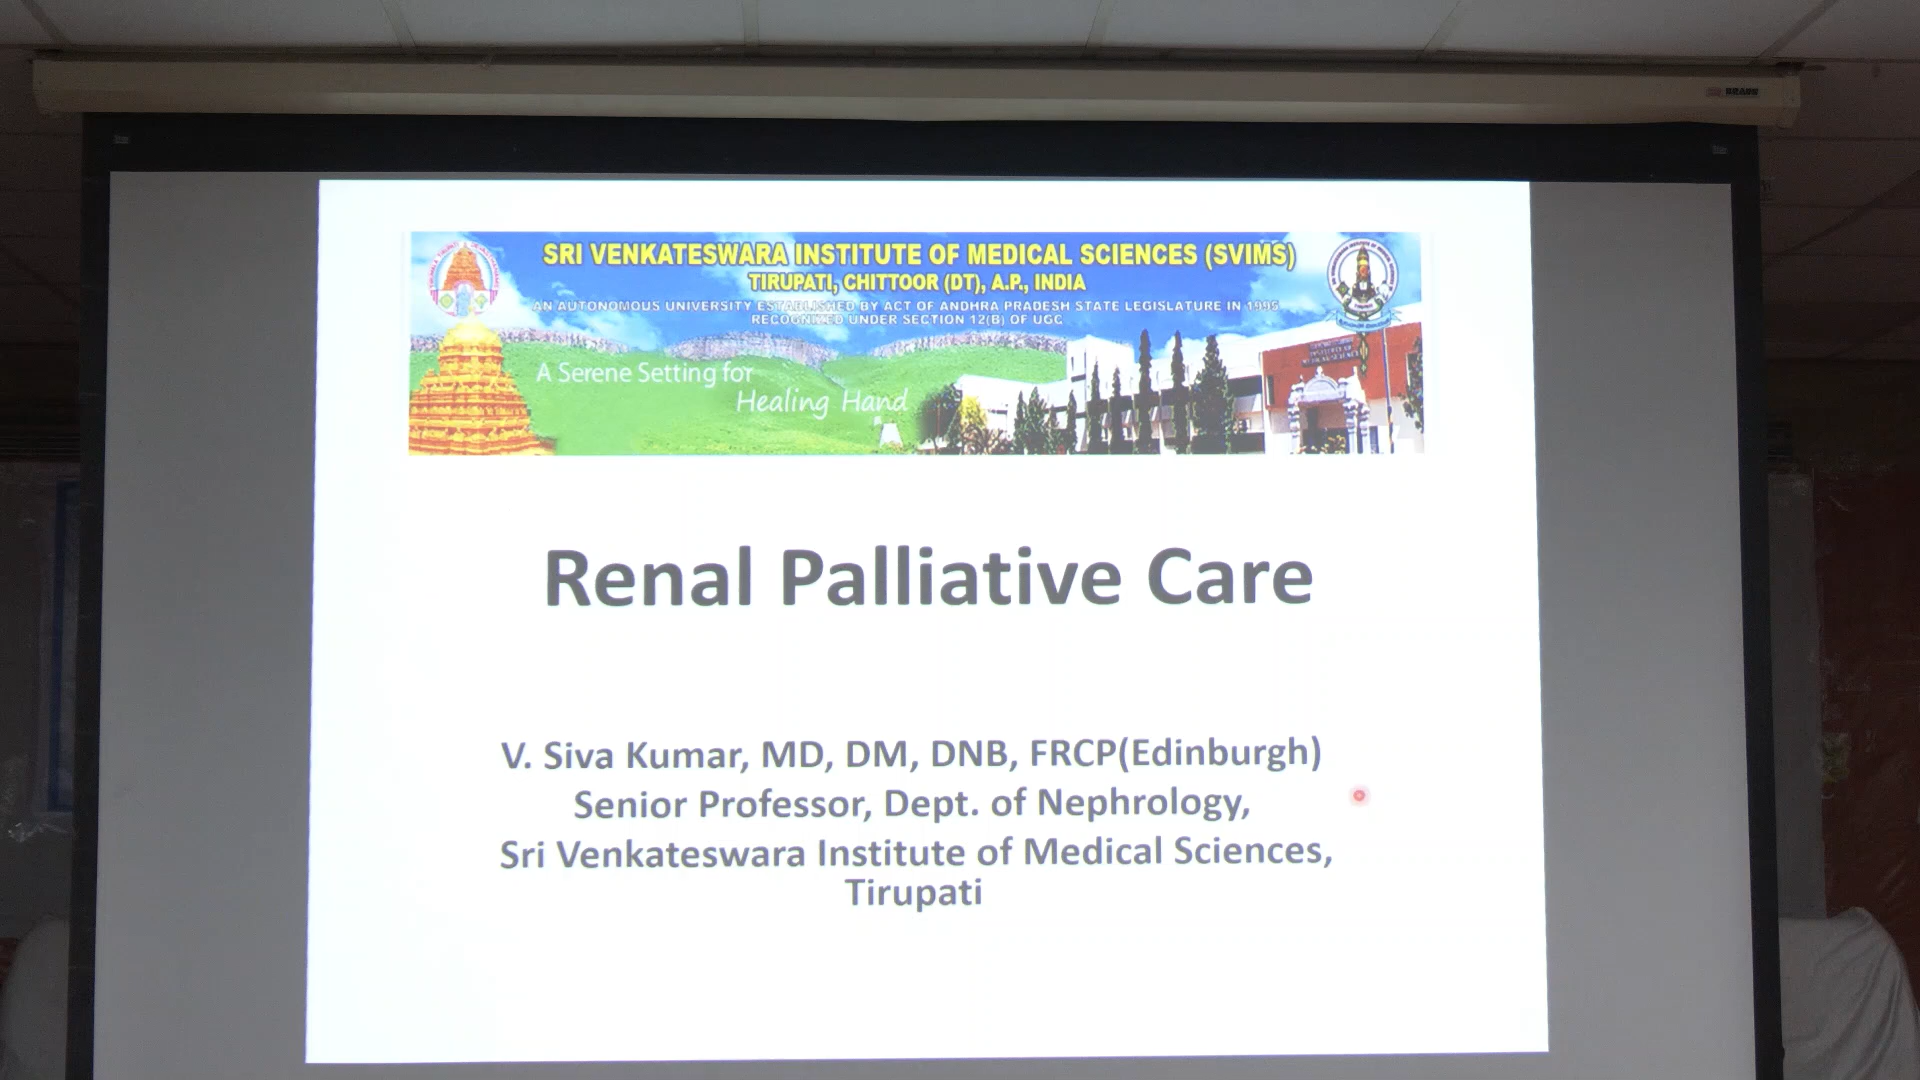 BRAUN
SRI VENKATESWARA INSTITUTE OF MEDICAL SCIENCES (SVIMS)
TIRUPATI, CHITTOOR (DT), A.P., INDIA
AN AUTONOMOUS UNIVERSITY ESTABLISHED BY ACT OF ANDHRA PRADESH STATE LEGISLATURE IN 1995
RECOGNIZED UNDER SECTION 12(B) OF UGC
A Serene Setting for
Healing Hand
Renal Palliative Care
V. Siva Kumar, MD, DM, DNB, FRCP(Edinburgh)
Senior Professor, Dept. of Nephrology,
Sri Venkateswara Institute of Medical Sciences,
Tirupati